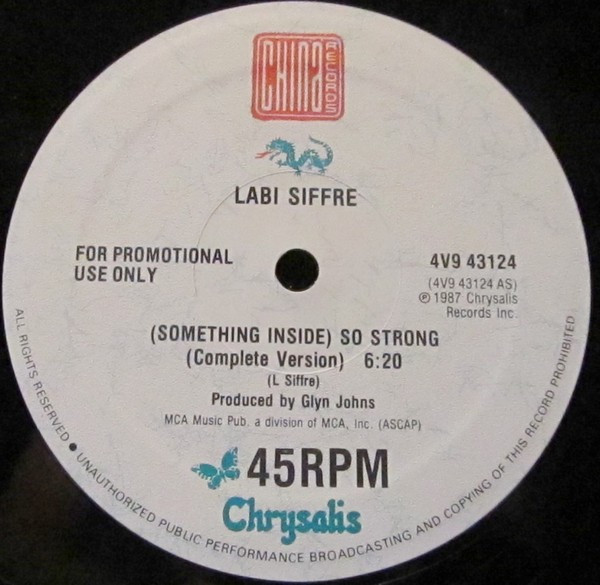 CHINA RECORDS
LABI SIFFRE
FOR PROMOTIONAL
USE ONLY
4V9 43124
(4V9 43124 AS)
℗ 1987 Chrysalis
Records Inc.
(SOMETHING INSIDE) SO STRONG
(Complete Version) 6:20
(L Siffre)
Produced by Glyn Johns
MCA Music Pub. a division of MCA, Inc. (ASCAP)
45RPM
Chrysalis
ALL RIGHTS RESERVED • UNAUTHORIZED PUBLIC PERFORMANCE BROADCASTING AND COPYING OF THIS RECORD PROHIBITED